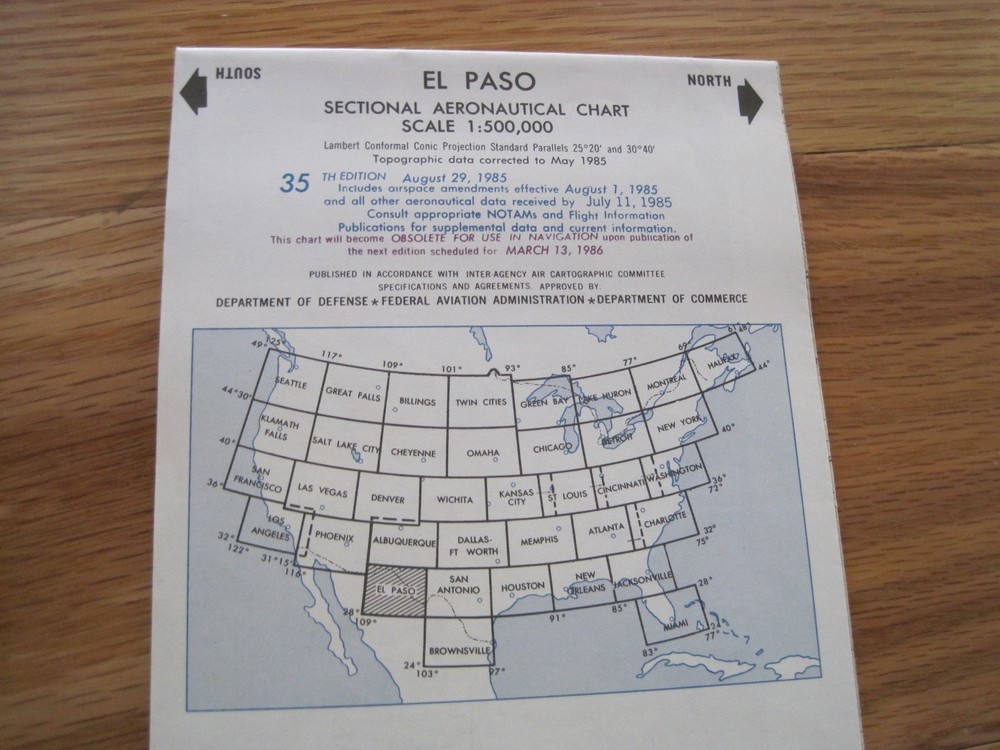 SOUTH
NORTH
EL PASO
SECTIONAL AERONAUTICAL CHART
SCALE 1:500,000
Lambert Conformal Conic Projection Standard Parallels 25°20' and 30°40'
Topographic data corrected to May 1985
35 TH EDITION August 29, 1985
Includes airspace amendments effective August 1, 1985
and all other aeronautical data received by July 11, 1985
Consult appropriate NOTAMs and Flight Information
Publications for supplemental data and current information.
This chart will become OBSOLETE FOR USE IN NAVIGATION upon publication of
the next edition scheduled for MARCH 13, 1986
PUBLISHED IN ACCORDANCE WITH INTER-AGENCY AIR CARTOGRAPHIC COMMITTEE
SPECIFICATIONS AND AGREEMENTS. APPROVED BY:
DEPARTMENT OF DEFENSE ★ FEDERAL AVIATION ADMINISTRATION ★ DEPARTMENT OF COMMERCE
49° 125° 117° 109° 101° 93° 85° 77° 69° 61° 48°
SEATTLE GREAT FALLS BILLINGS TWIN CITIES GREEN BAY LAKE HURON MONTREAL HALIFAX 44°
44°30'
KLAMATH
FALLS SALT LAKE CITY CHEYENNE OMAHA CHICAGO DETROIT NEW YORK 40°
40°
SAN
FRANCISCO LAS VEGAS DENVER WICHITA KANSAS
CITY ST LOUIS CINCINNATI WASHINGTON 36°
72°
36°
LOS
ANGELES PHOENIX ALBUQUERQUE DALLAS-
FT WORTH MEMPHIS ATLANTA CHARLOTTE 32°
75°
32°
122° 31°15'
116°
EL PASO SAN
ANTONIO HOUSTON NEW
ORLEANS JACKSONVILLE 28°
28°
109° 91° 85°
MIAMI 24°
77°
83°
BROWNSVILLE
24°
103° 97°